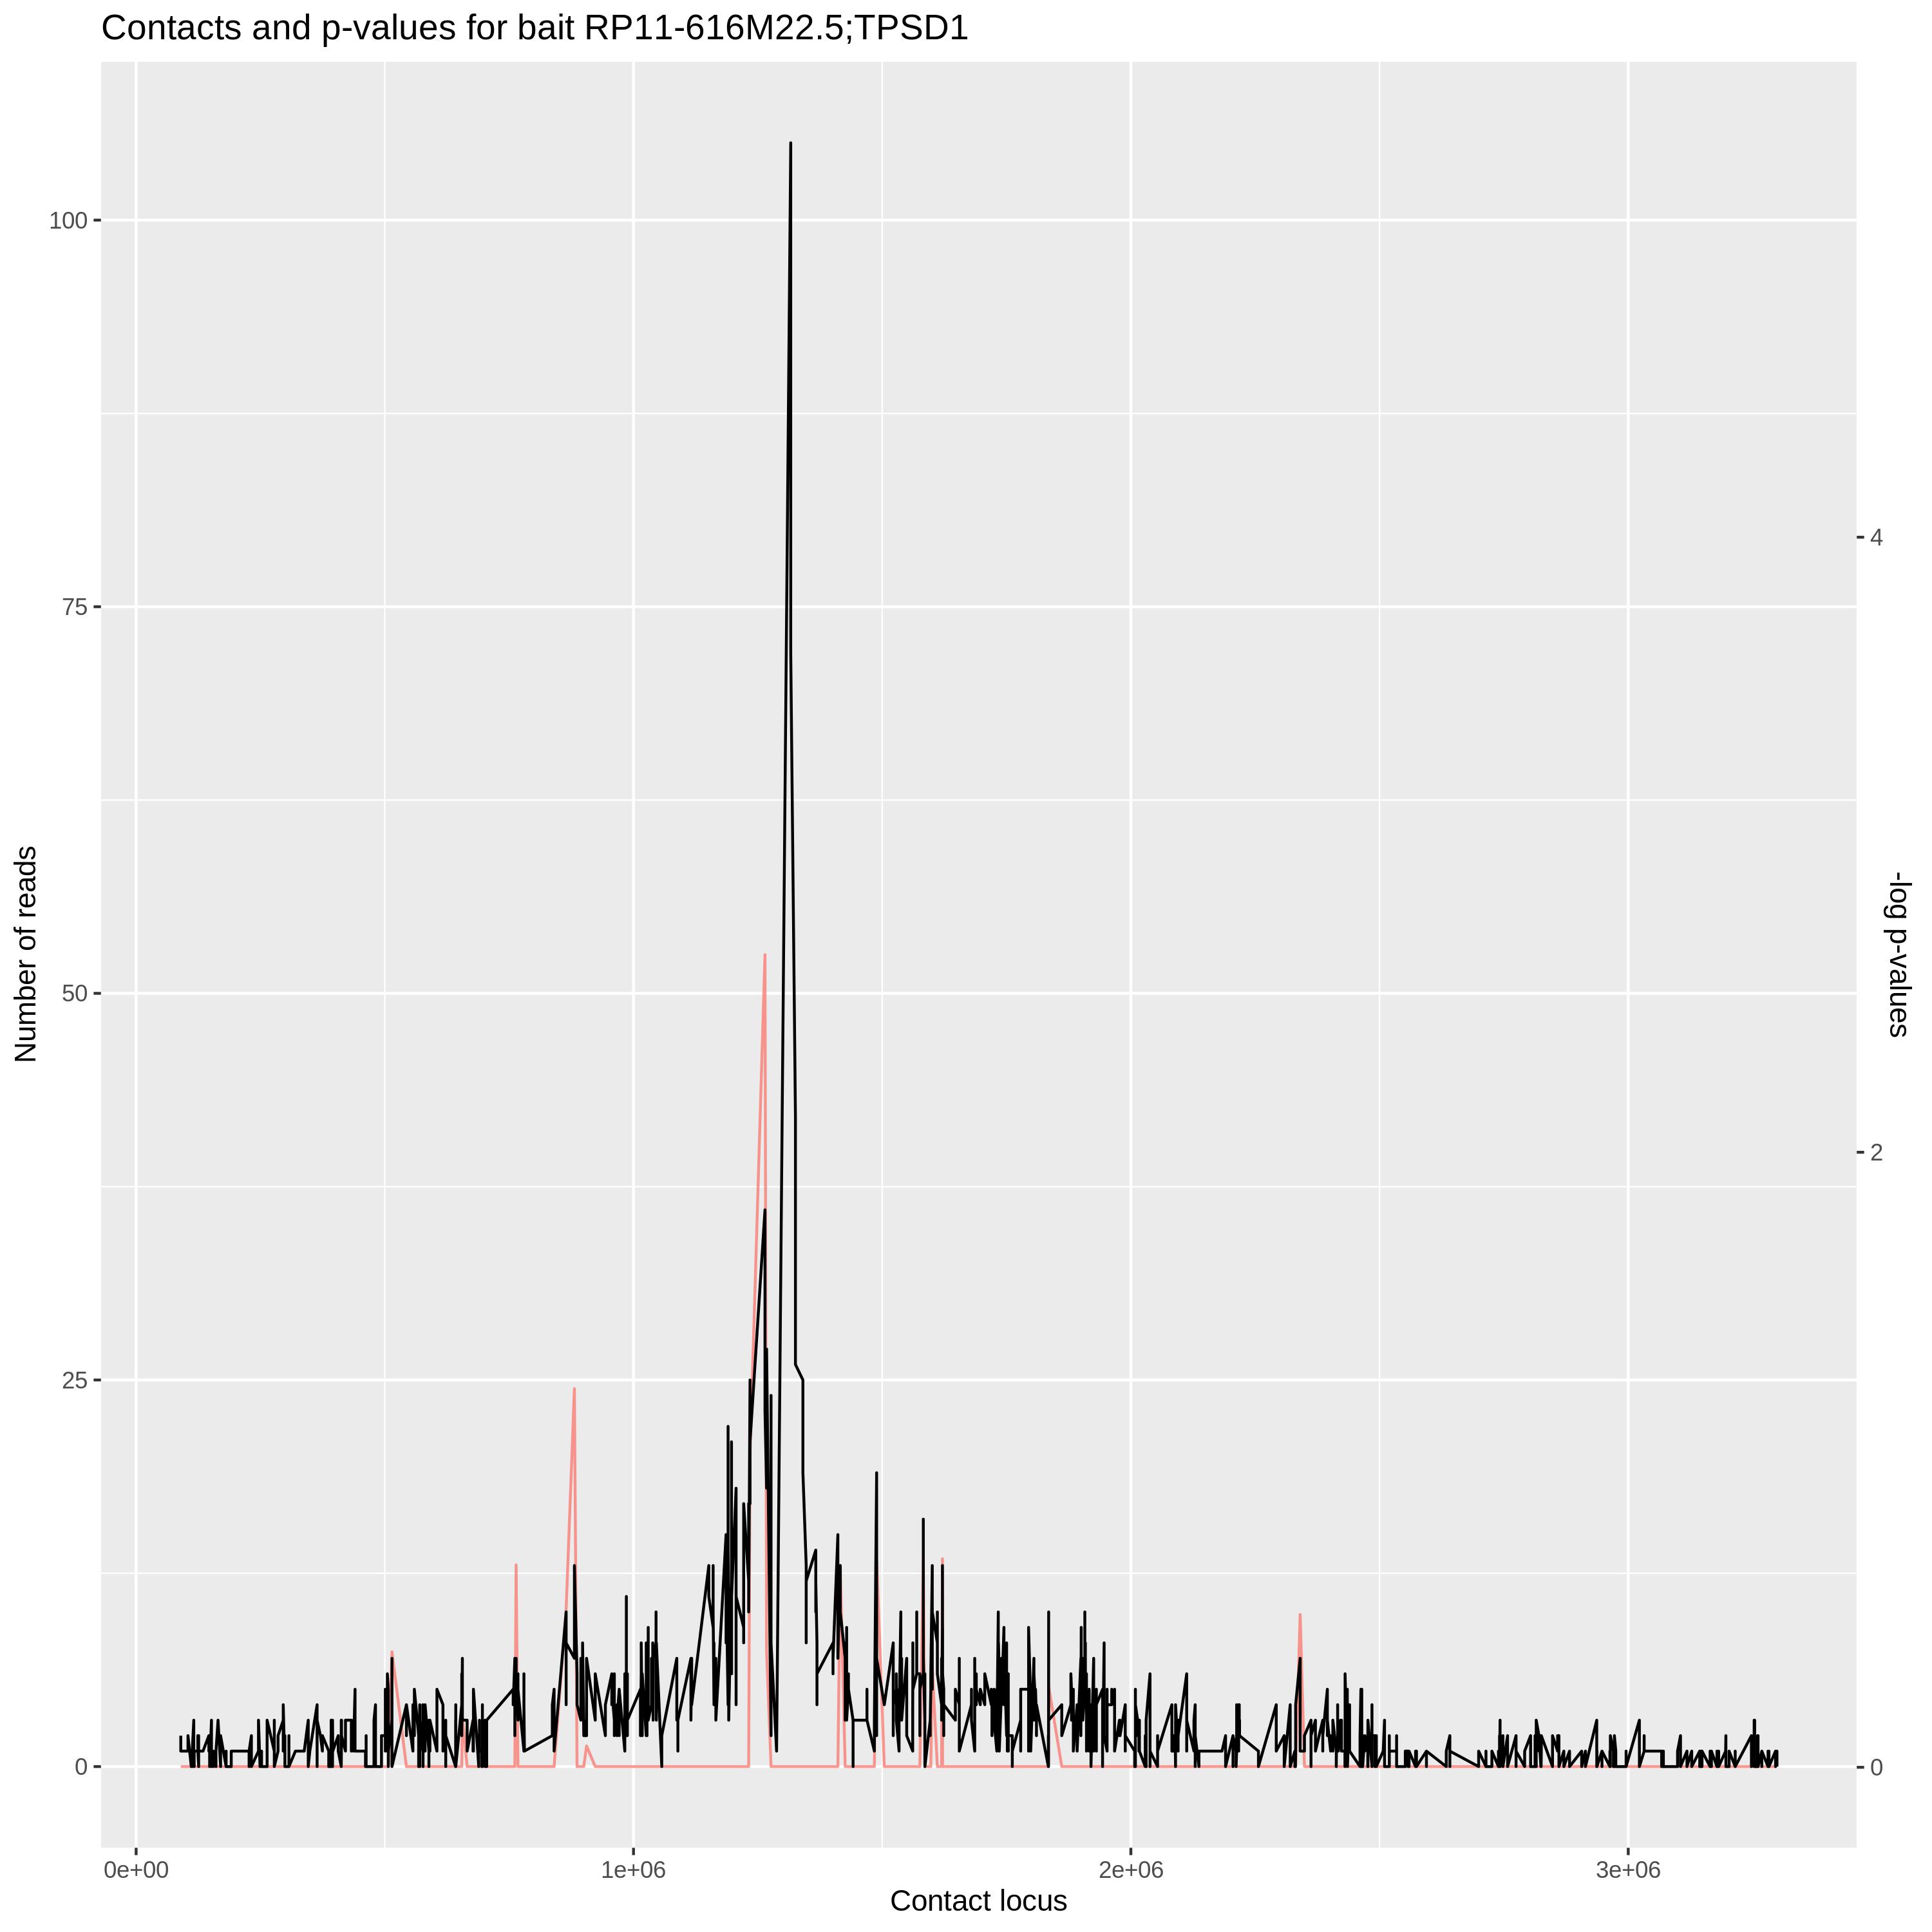 Contacts and p-values for bait RP11-616M22.5;TPSD1
100
75
50
25
0
4
2
0
Number of reads
-log p-values
0e+00
1e+06
2e+06
3e+06
Contact locus